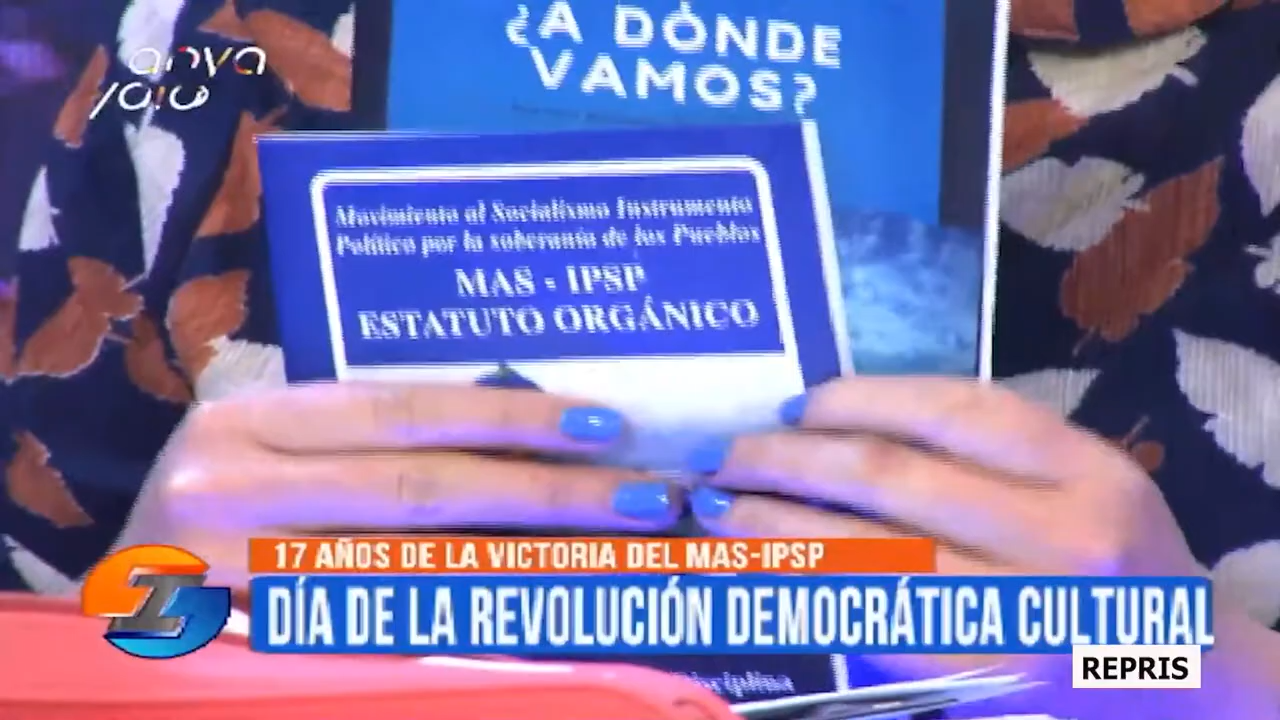 ¿A DÓNDE
VAMOS?
Movimiento al Socialismo Instrumento
Político por la soberanía de los Pueblos
MAS - IPSP
ESTATUTO ORGÁNICO
17 AÑOS DE LA VICTORIA DEL MAS-IPSP
DÍA DE LA REVOLUCIÓN DEMOCRÁTICA CULTURAL
REPRIS
Disciplina